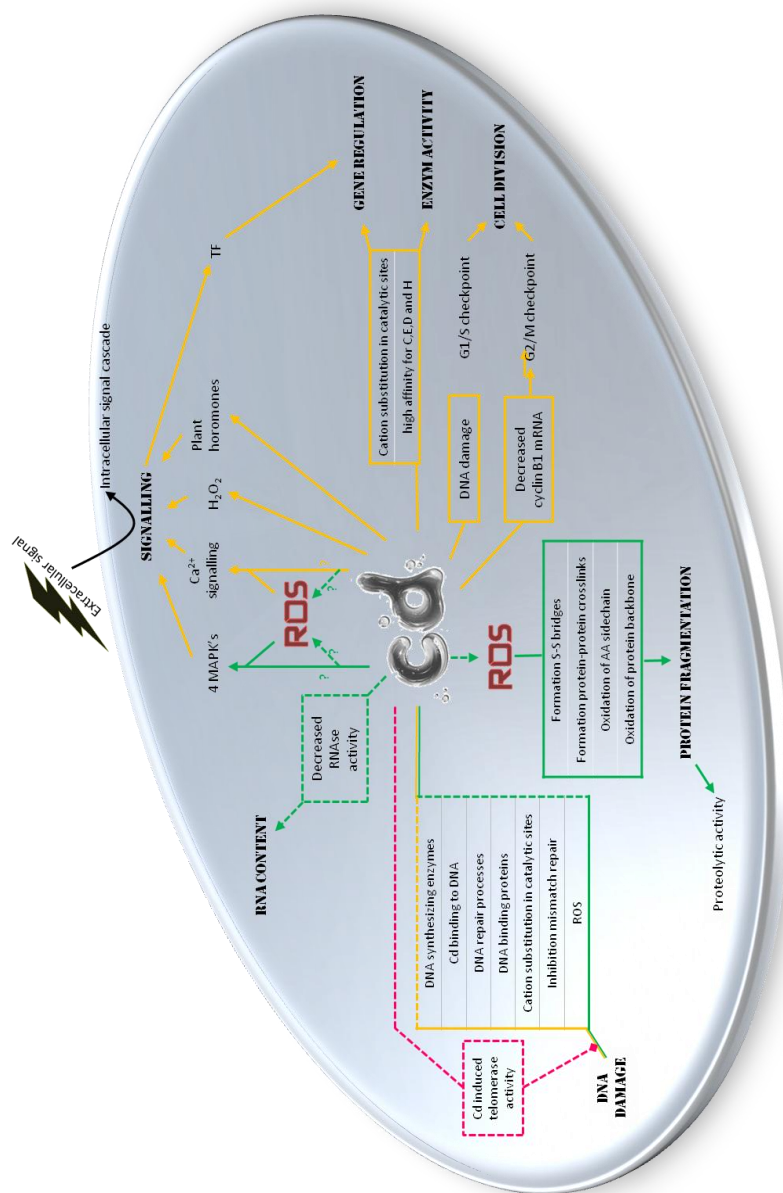 Extracellular signal
Intracellular signal cascade
SIGNALLING
4 MAPK's
Ca2+
signalling
H2O2
Plant
horomones
TF
RNA CONTENT
Decreased
RNAse
activity
?
?
ROS
?
?
Cd
GENE REGULATION
Cation substitution in catalytic sites
high affinity for C,E,D and H
ENZYM ACTIVITY
DNA damage
G1/S checkpoint
CELL DIVISION
Decreased
cyclin B1 mRNA
G2/M checkpoint
ROS
Formation S-S bridges
Formation protein-protein crosslinks
Oxidation of AA sidechain
Oxidation of protein backbone
PROTEIN FRAGMENTATION
Proteolytic activity
Cd induced
telomerase
activity
DNA synthesizing enzymes
Cd binding to DNA
DNA repair processes
DNA binding proteins
Cation substitution in catalytic sites
Inhibition mismatch repair
ROS
DNA
DAMAGE